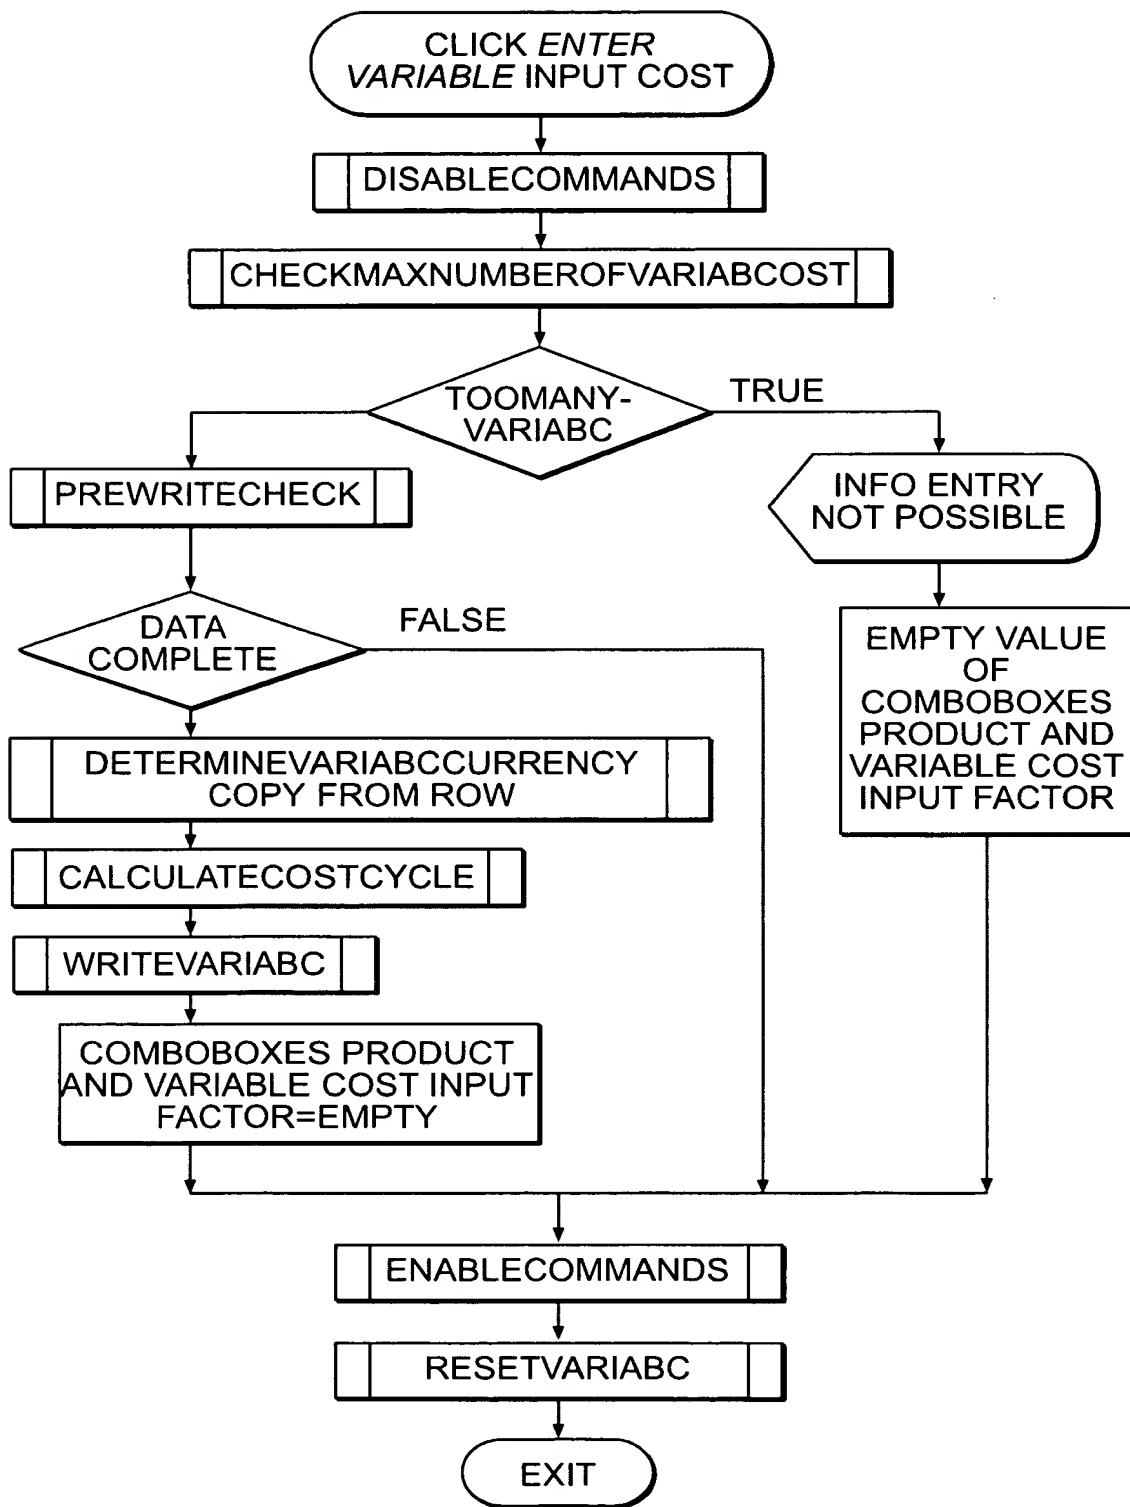 CLICK ENTER
VARIABLE INPUT COST
DISABLECOMMANDS
CHECKMAXNUMBEROFVARIABCOST
TOOMANY-
VARIABC
TRUE
PREWRITECHECK
INFO ENTRY
NOT POSSIBLE
DATA
COMPLETE
FALSE
EMPTY VALUE
OF
COMBOBOXES
PRODUCT AND
VARIABLE COST
INPUT FACTOR
DETERMINEVARIABCCURRENCY
COPY FROM ROW
CALCULATECOSTCYCLE
WRITEVARIABC
COMBOBOXES PRODUCT
AND VARIABLE COST INPUT
FACTOR=EMPTY
ENABLECOMMANDS
RESETVARIABC
EXIT